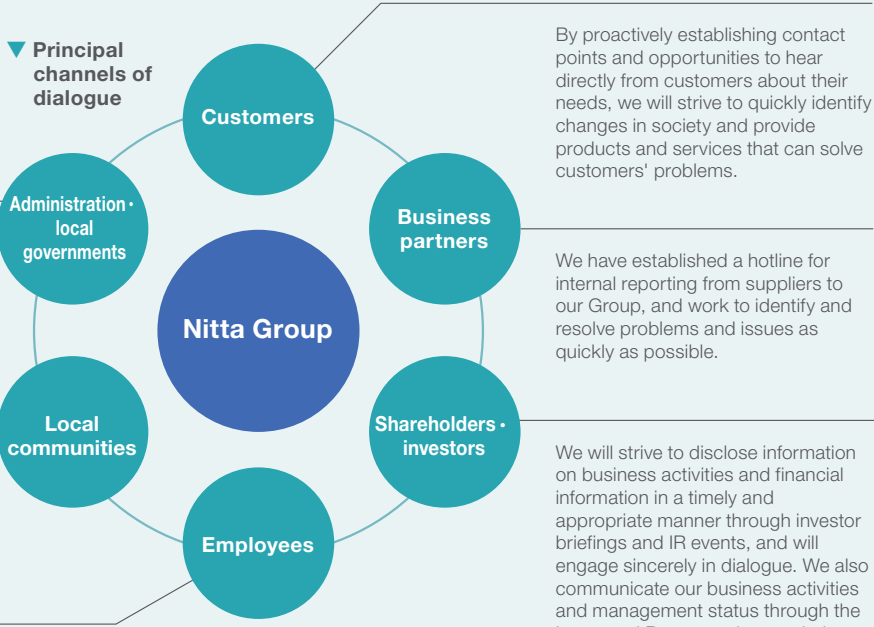 ▼ Principal
channels of
dialogue
Customers
Administration・
local
governments
Business
partners
Nitta Group
Local
communities
Shareholders・
investors
Employees
By proactively establishing contact
points and opportunities to hear
directly from customers about their
needs, we will strive to quickly identify
changes in society and provide
products and services that can solve
customers' problems.
We have established a hotline for
internal reporting from suppliers to
our Group, and work to identify and
resolve problems and issues as
quickly as possible.
We will strive to disclose information
on business activities and financial
information in a timely and
appropriate manner through investor
briefings and IR events, and will
engage sincerely in dialogue. We also
communicate our business activities
and management status through the